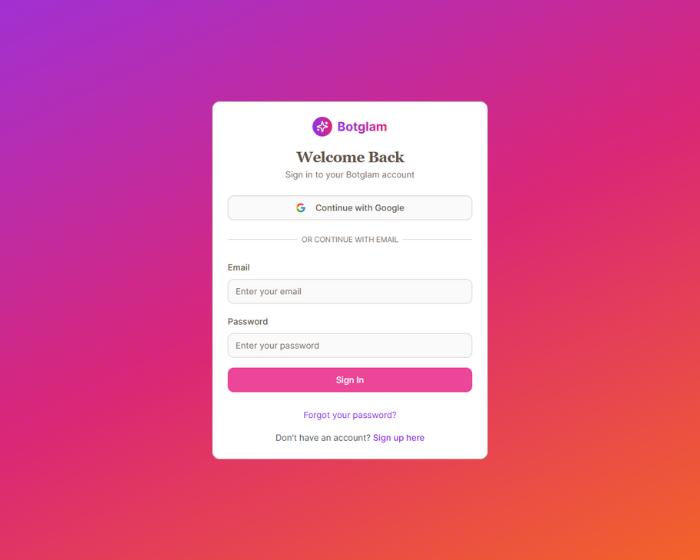 Botglam
Welcome Back
Sign in to your Botglam account
Continue with Google
OR CONTINUE WITH EMAIL
Email
Enter your email
Password
Enter your password
Sign In
Forgot your password?
Don't have an account? Sign up here